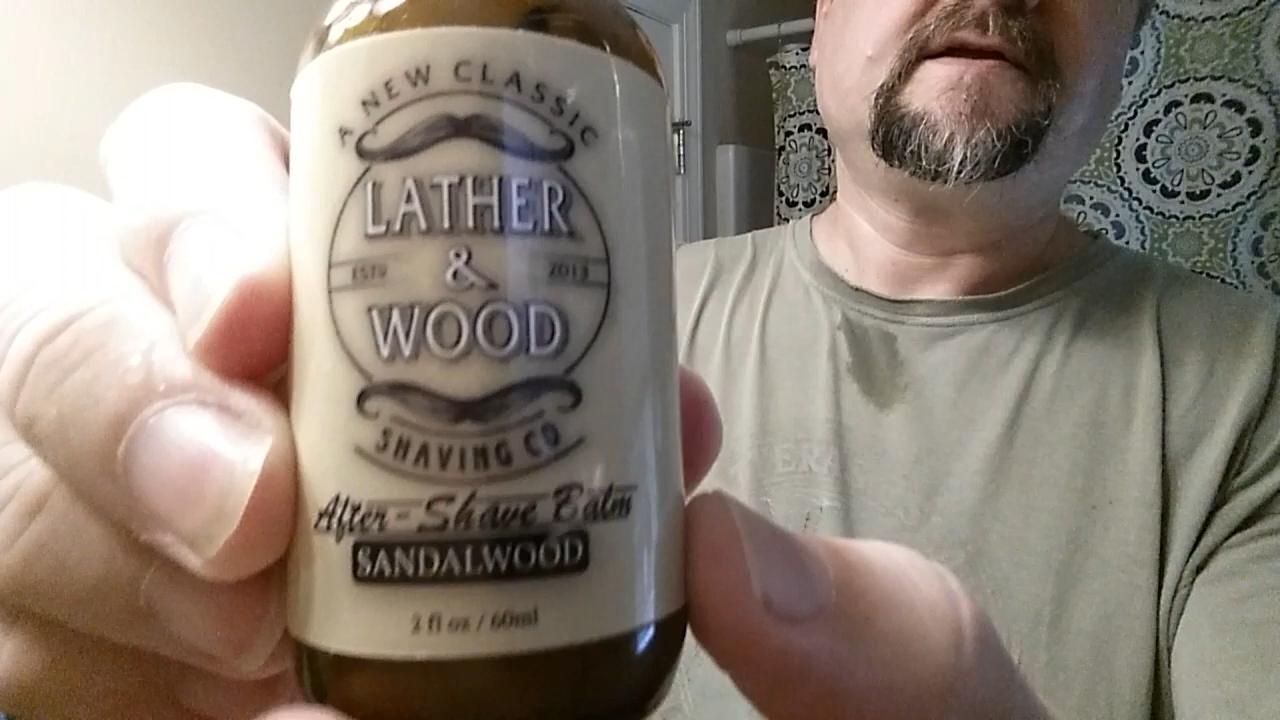 A NEW CLASSIC
LATHER
ESTD 2013
&
WOOD
SHAVING CO
After-Shave Balm
SANDALWOOD
2 fl oz / 60ml